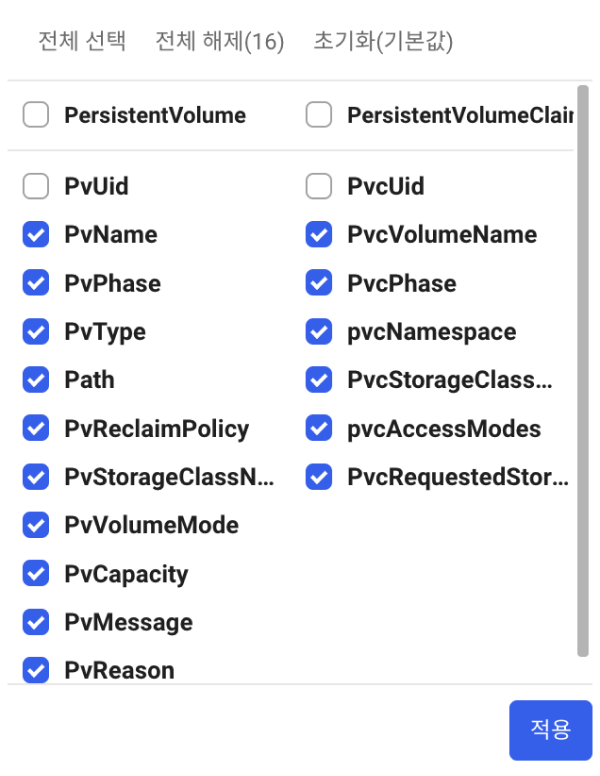 전체 선택 전체 해제(16) 초기화(기본값)
PersistentVolume PersistentVolumeClai
PvUid PvcUid
PvName PvcVolumeName
PvPhase PvcPhase
PvType pvcNamespace
Path PvcStorageClass...
PvReclaimPolicy pvcAccessModes
PvStorageClassN... PvcRequestedStor...
PvVolumeMode
PvCapacity
PvMessage
PvReason
적용